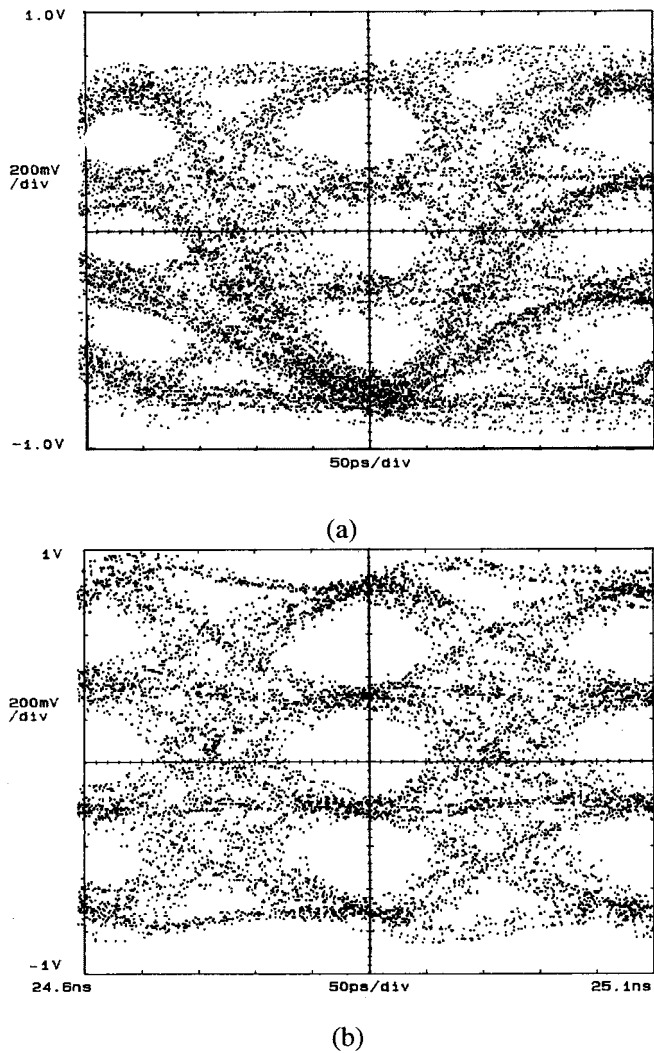 1.0V
200mV
/div
-1.0V
50ps/div
(a)
1V
200mV
/div
-1V
24.6ns
50ps/div
25.1ns
(b)